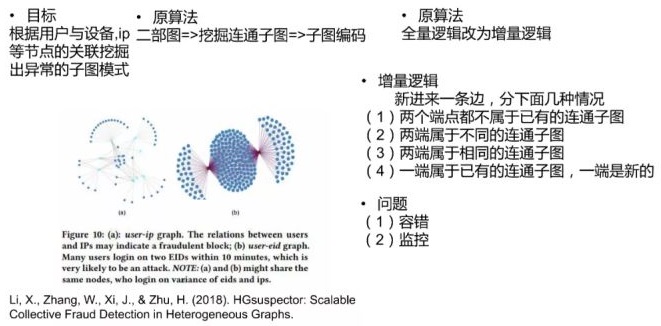 • 目标
根据用户与设备,ip
等节点的关联挖掘
出异常的子图模式
• 原算法
二部图=>挖掘连通子图=>子图编码
• 原算法
全量逻辑改为增量逻辑
• 增量逻辑
新进来一条边，分下面几种情况
（1）两个端点都不属于已有的连通子图
（2）两端属于不同的连通子图
（3）两端属于相同的连通子图
（4）一端属于已有的连通子图，一端是新的
• 问题
（1）容错
（2）监控
(a)
(b)
Figure 10: (a): user-ip graph. The relations between users
and IPs may indicate a fraudulent block; (b) user-eid graph.
Many users login on two EIDs within 10 minutes, which is
very likely to be an attack. NOTE: (a) and (b) might share the
same nodes, who login on variance of eids and ips.
Li, X., Zhang, W., Xi, J., & Zhu, H. (2018). HGsuspector: Scalable
Collective Fraud Detection in Heterogeneous Graphs.